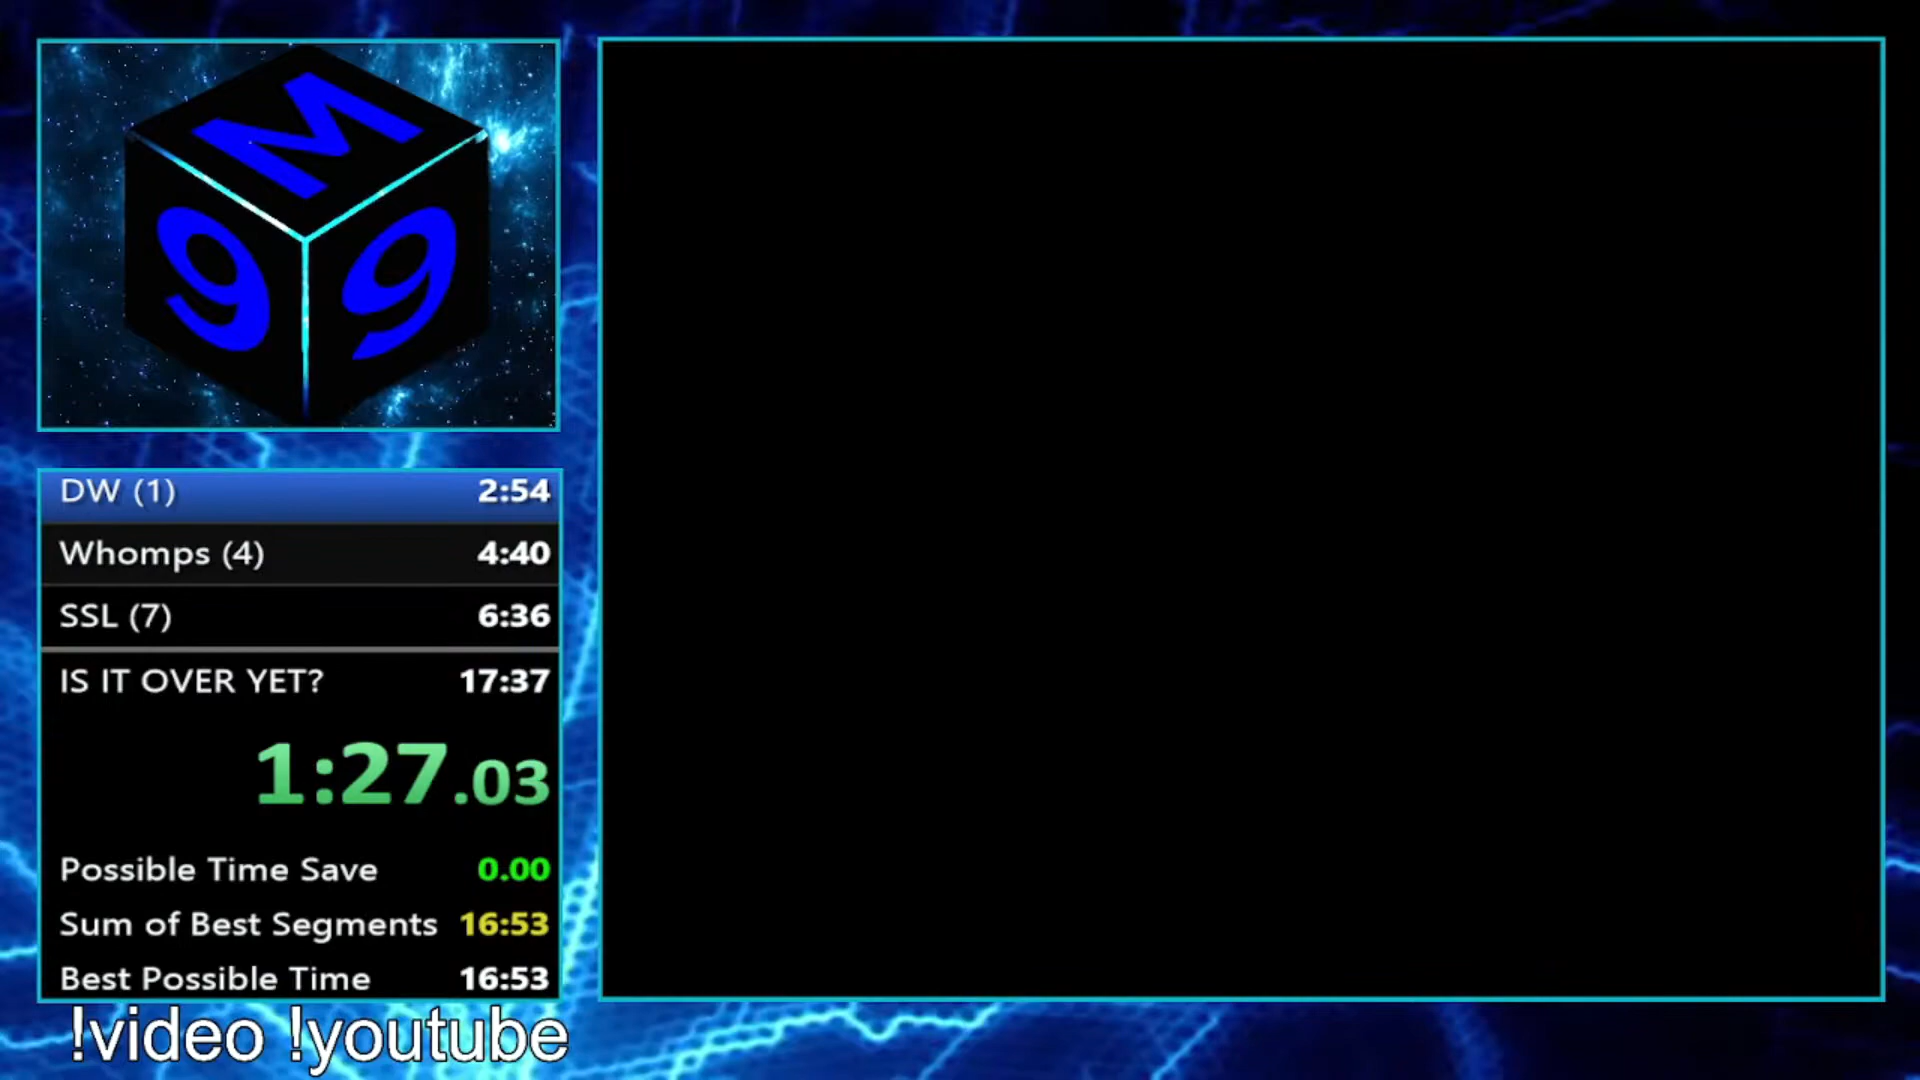 M
9 9
DW (1) 2:54
Whomps (4) 4:40
SSL (7) 6:36
IS IT OVER YET? 17:37
1:27.03
Possible Time Save 0.00
Sum of Best Segments 16:53
Best Possible Time 16:53
!video !youtube